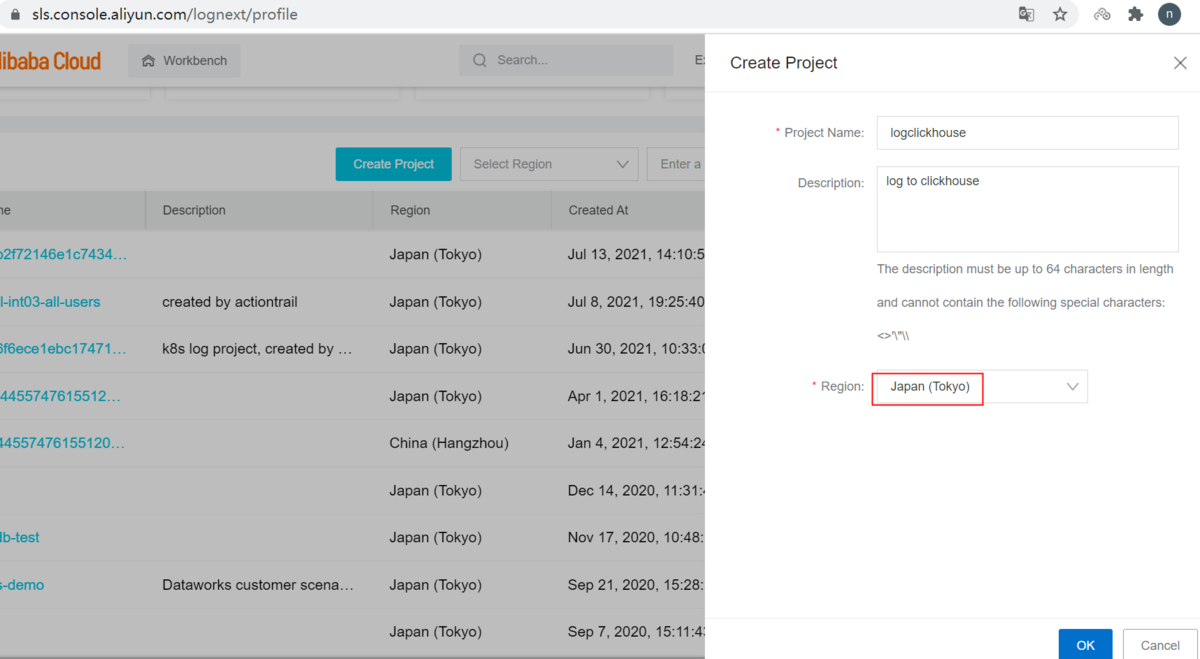 sls.console.aliyun.com/lognext/profile
n
libaba Cloud
Workbench
Search...
Create Project
Select Region
Enter a
Description
Region
Created At
b2f72146e1c7434...
Japan (Tokyo)
Jul 13, 2021, 14:10:5
l-int03-all-users
created by actiontrail
Japan (Tokyo)
Jul 8, 2021, 19:25:40
6f6ece1ebc17471...
k8s log project, created by ...
Japan (Tokyo)
Jun 30, 2021, 10:33:0
4455747615512...
Japan (Tokyo)
Apr 1, 2021, 16:18:21
44557476155120...
China (Hangzhou)
Jan 4, 2021, 12:54:24
Japan (Tokyo)
Dec 14, 2020, 11:31:4
lb-test
Japan (Tokyo)
Nov 17, 2020, 10:48:
s-demo
Dataworks customer scena...
Japan (Tokyo)
Sep 21, 2020, 15:28:
Japan (Tokyo)
Sep 7, 2020, 15:11:43
Create Project
* Project Name:
logclickhouse
Description:
log to clickhouse
The description must be up to 64 characters in length
and cannot contain the following special characters:
<>'\"\\
* Region:
Japan (Tokyo)
OK
Cancel